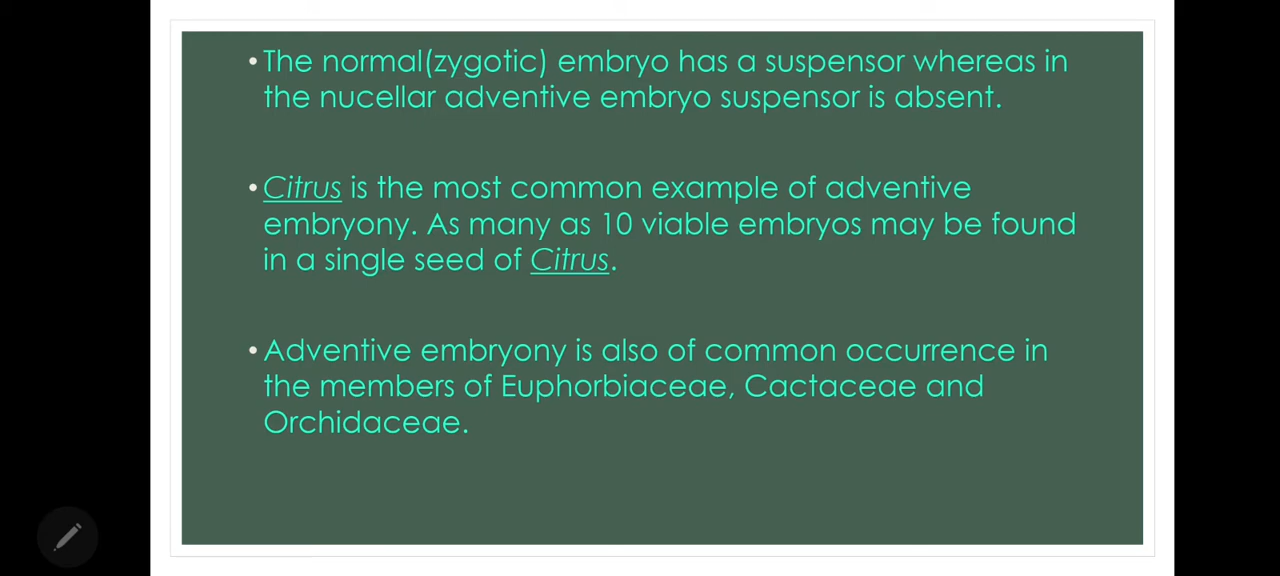 • The normal(zygotic) embryo has a suspensor whereas in
the nucellar adventive embryo suspensor is absent.
• Citrus is the most common example of adventive
embryony. As many as 10 viable embryos may be found
in a single seed of Citrus.
• Adventive embryony is also of common occurrence in
the members of Euphorbiaceae, Cactaceae and
Orchidaceae.